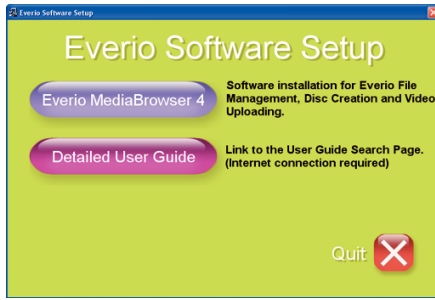 Everio Software Setup
Everio Software Setup
Everio MediaBrowser 4
Software installation for Everio File
Management, Disc Creation and Video
Uploading.
Detailed User Guide
Link to the User Guide Search Page.
(Internet connection required)
Quit